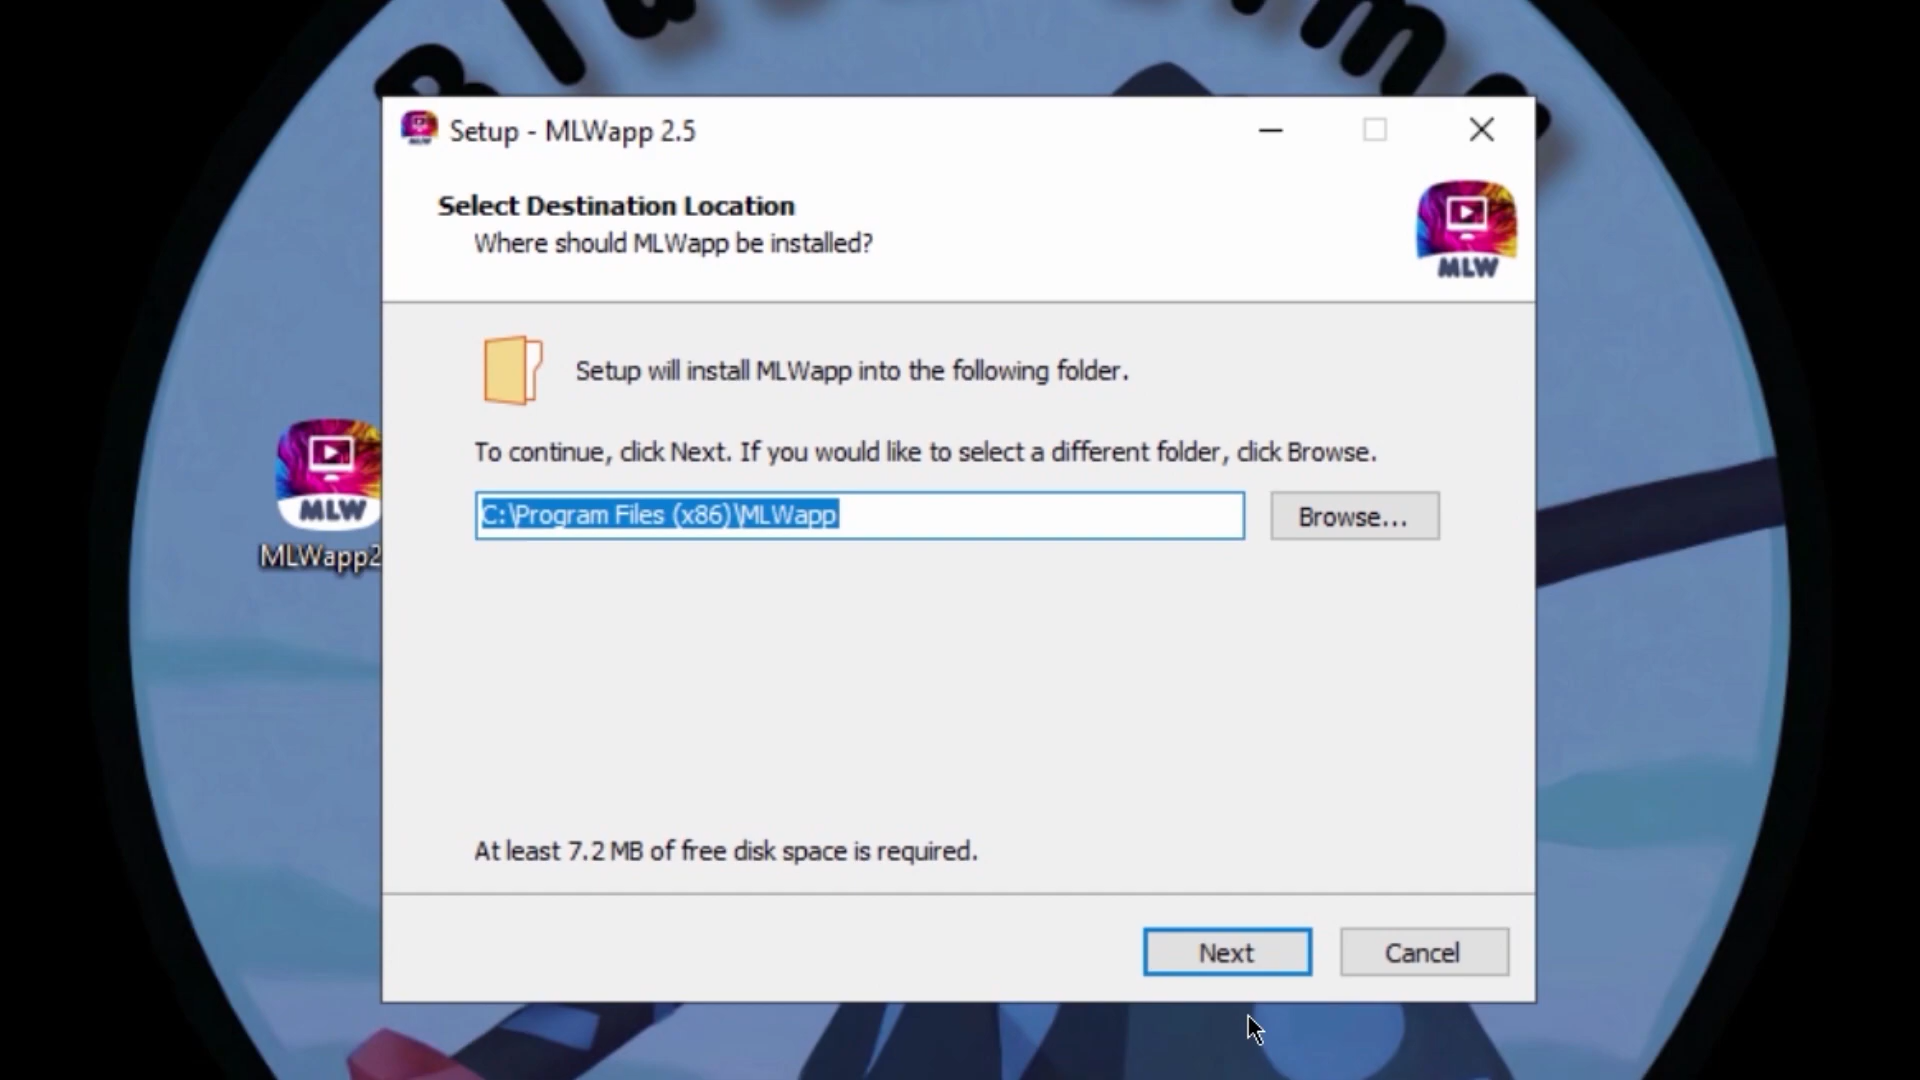 Setup - MLWapp 2.5
Select Destination Location
Where should MLWapp be installed?
MLW
Setup will install MLWapp into the following folder.
To continue, click Next. If you would like to select a different folder, click Browse.
C:\Program Files (x86)\MLWapp
Browse...
MLW
MLWapp2
At least 7.2 MB of free disk space is required.
Next
Cancel